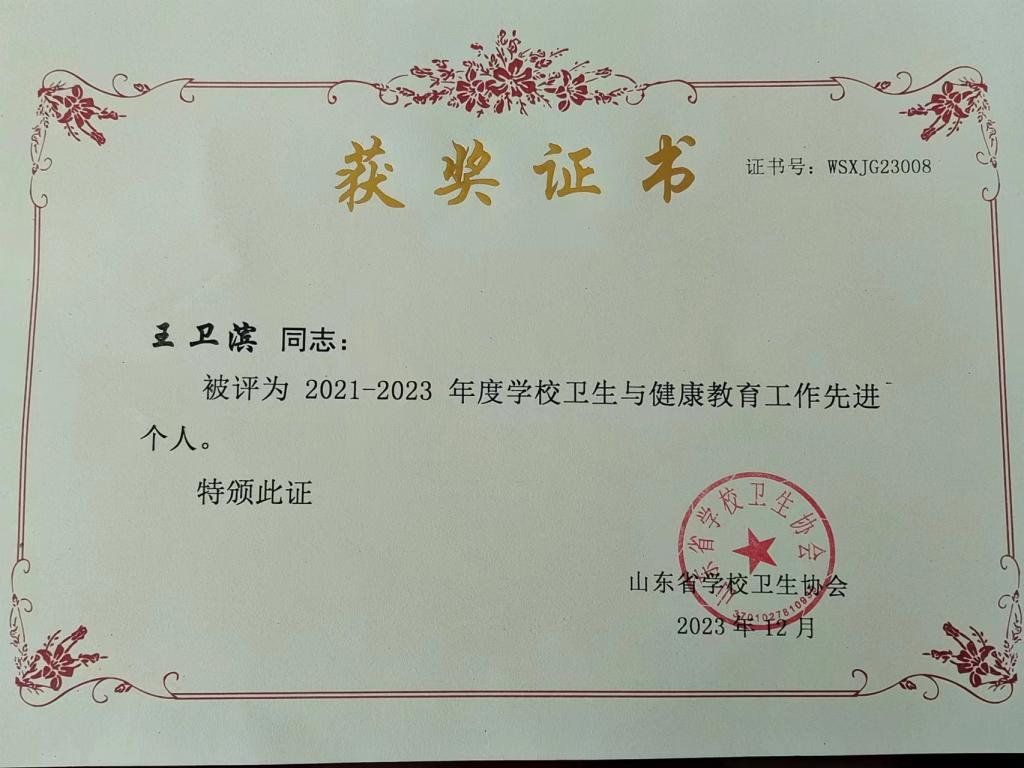 获奖证书
证书号：WSXJG23008
王卫滨 同志：
被评为 2021-2023 年度学校卫生与健康教育工作先进
个人。
特颁此证
山东省学校卫生协会
山东省学校卫生协会
2023 年 12 月